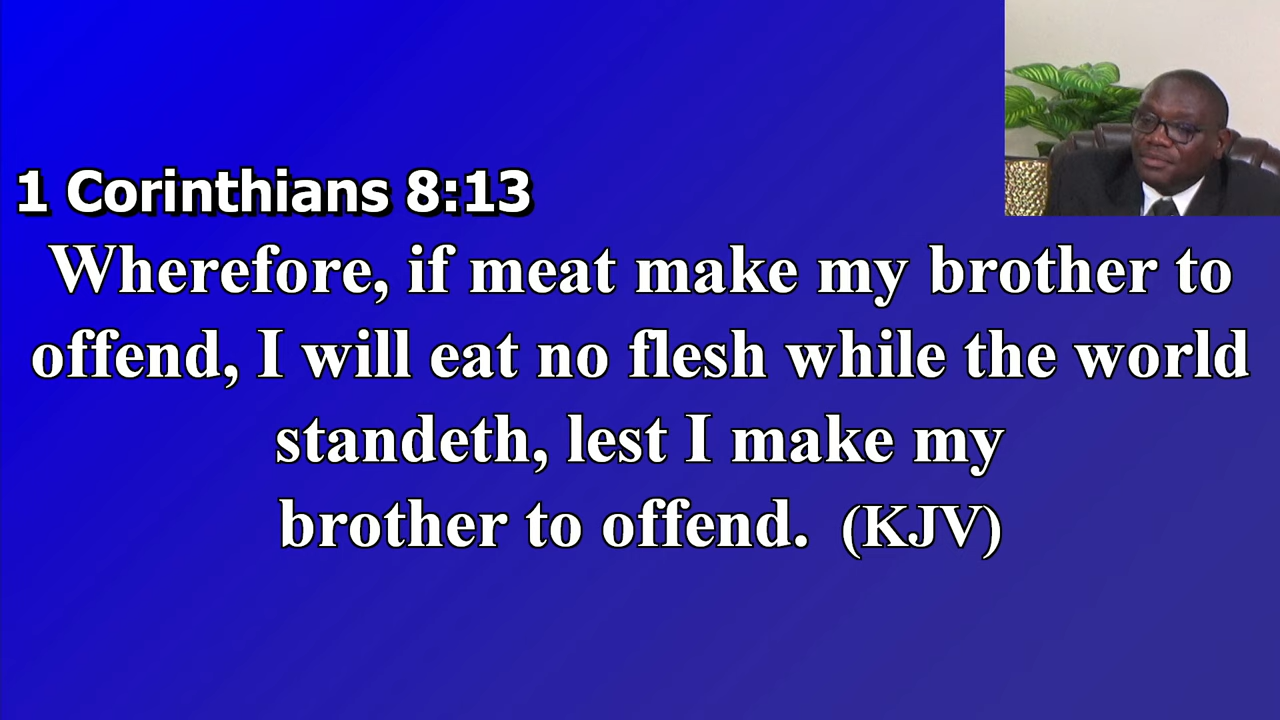 1 Corinthians 8:13
Wherefore, if meat make my brother to
offend, I will eat no flesh while the world
standeth, lest I make my
brother to offend. (KJV)